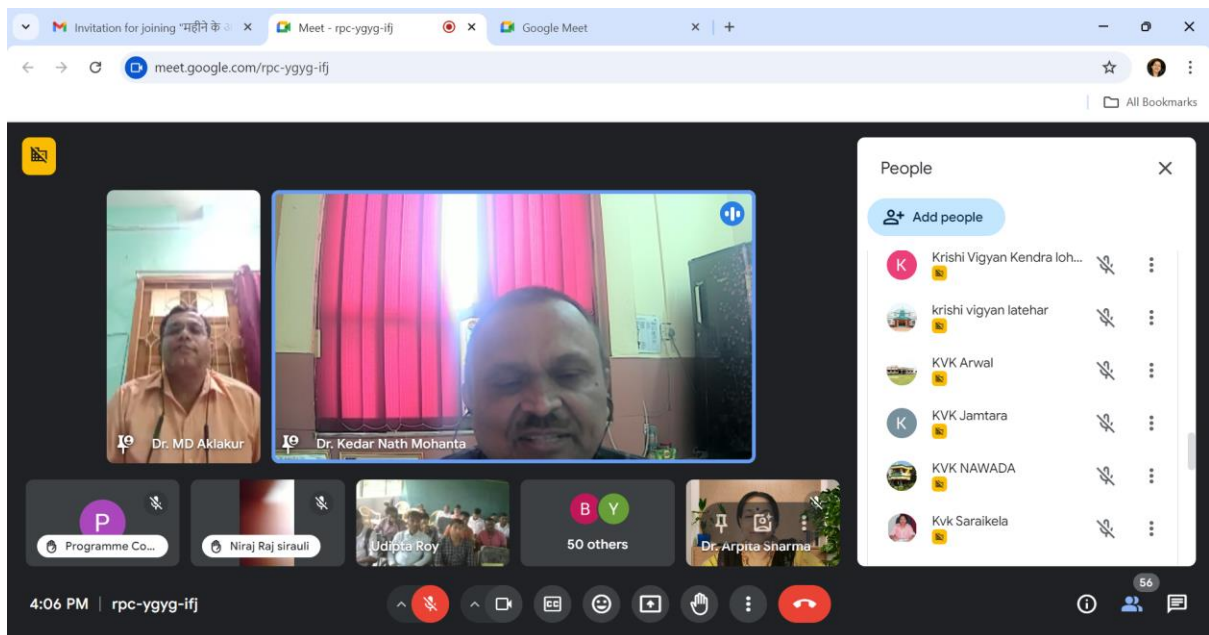 Invitation for joining "महीने के
Meet - rpc-ygyg-ifj
Google Meet
meet.google.com/rpc-ygyg-ifj
All Bookmarks
People
Add people
K
Krishi Vigyan Kendra loh...
krishi vigyan latehar
KVK Arwal
K
KVK Jamtara
KVK NAWADA
Kvk Saraikela
Dr. MD Aklakur
Dr. Kedar Nath Mohanta
P
Programme Co...
Niraj Raj sirauli
Udipta Roy
B Y
50 others
Dr. Arpita Sharma
4:06 PM | rpc-ygyg-ifj
CC
56